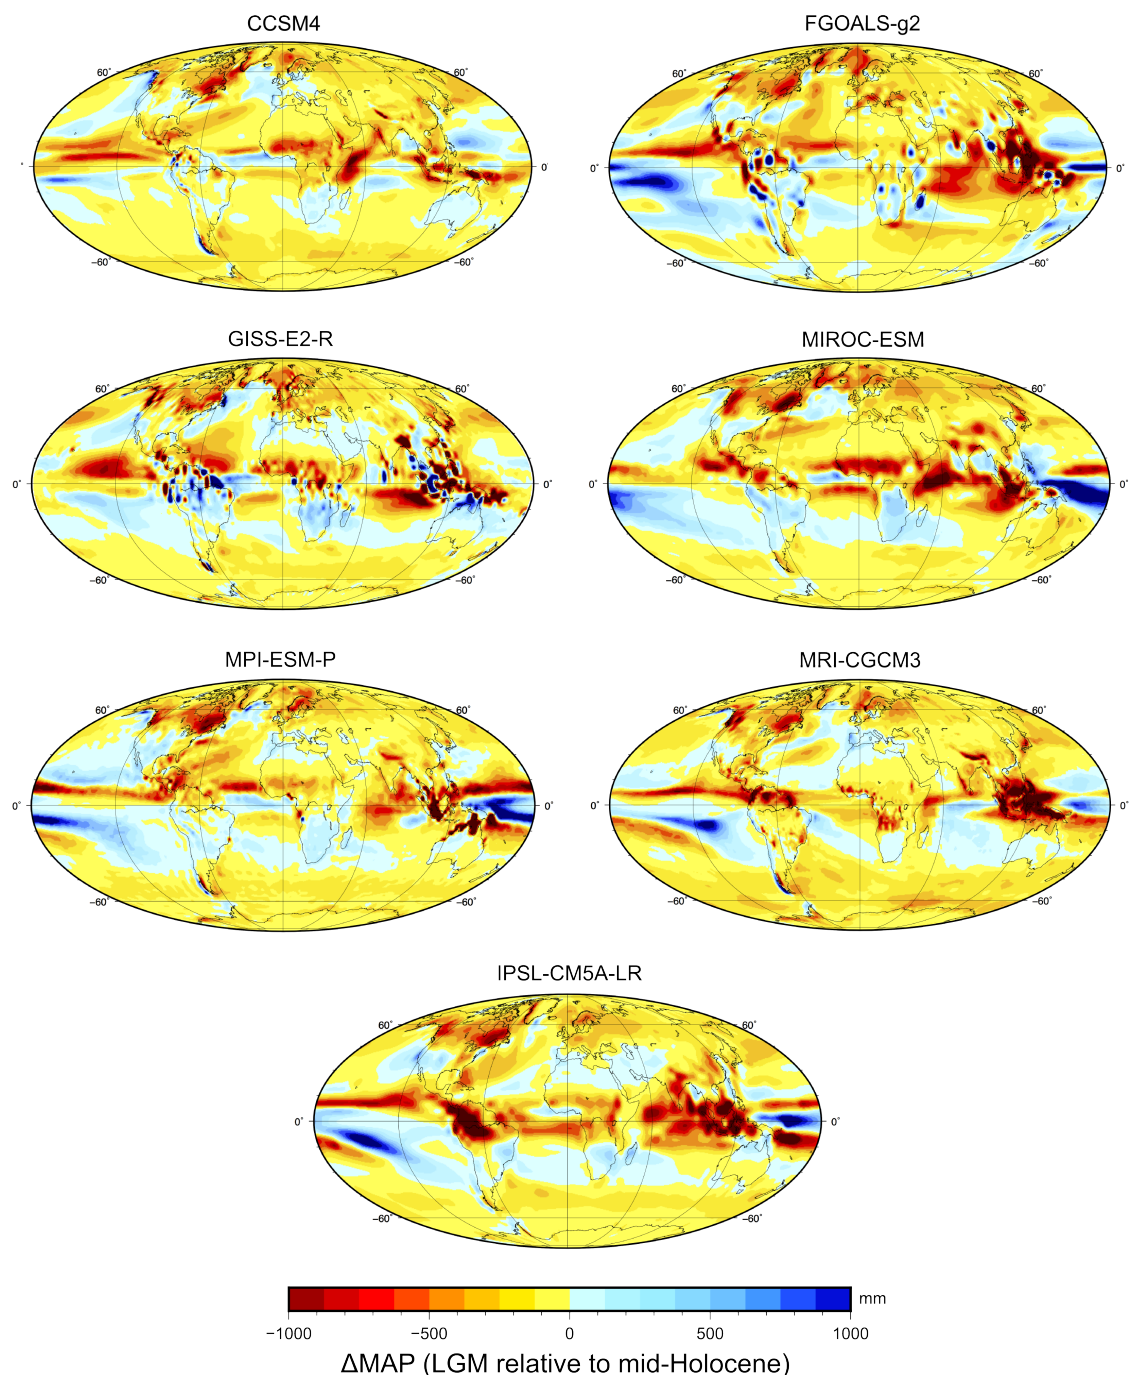 CCSM4
FGOALS-g2
60° 60° 60° 60°
° 0° 0° 0°
−60° −60° −60° −60°
GISS-E2-R
MIROC-ESM
60° 60° 60° 60°
0° 0° 0° 0°
−60° −60° −60° −60°
MPI-ESM-P
MRI-CGCM3
60° 60° 60° 60°
0° 0° 0° 0°
−60° −60° −60° −60°
IPSL-CM5A-LR
60° 60°
0° 0°
−60° −60°
mm
−1000 −500 0 500 1000
ΔMAP (LGM relative to mid-Holocene)